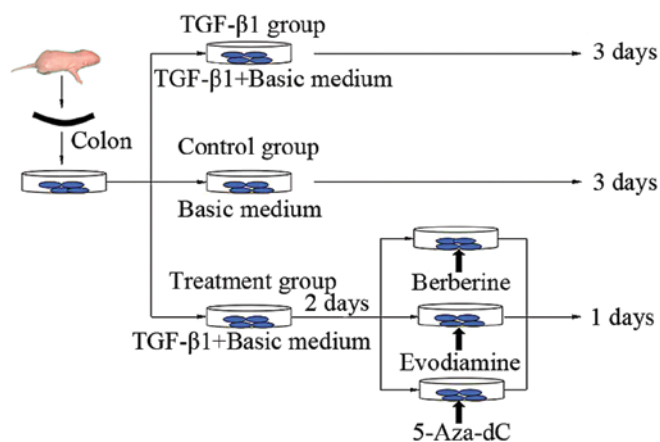 TGF-β1 group
TGF-β1+Basic medium
3 days
Colon
Control group
Basic medium
3 days
Treatment group
TGF-β1+Basic medium
2 days
Berberine
Evodiamine
5-Aza-dC
1 days